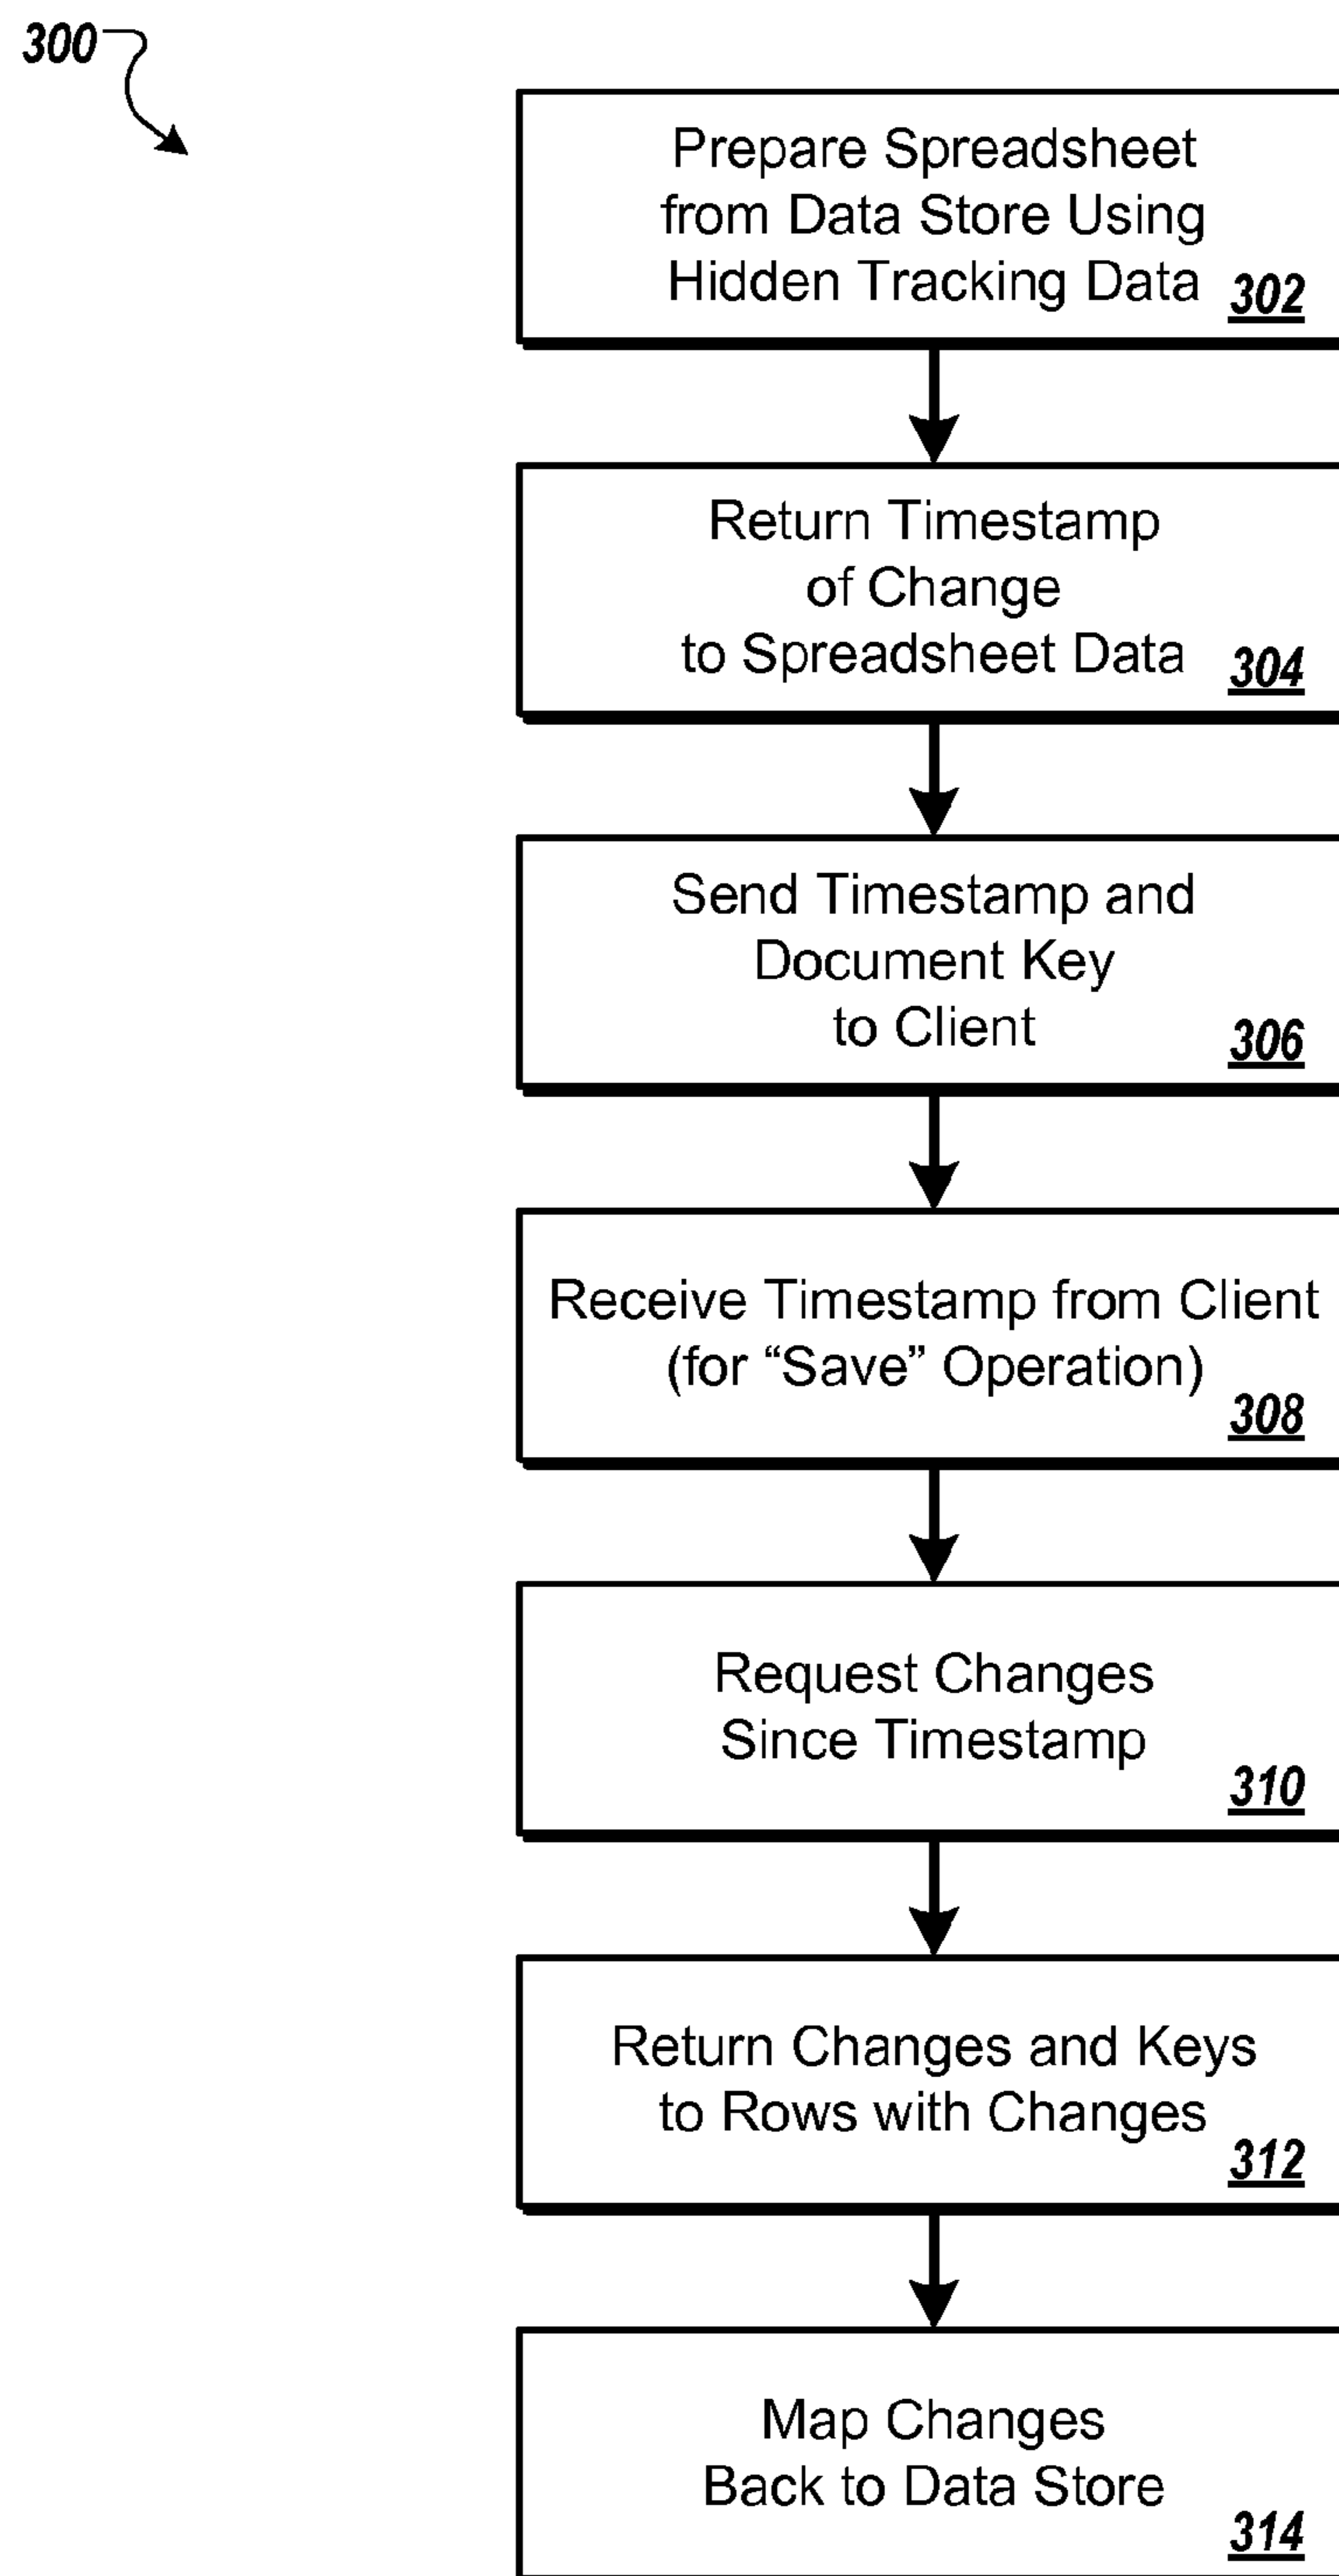 300
Prepare Spreadsheet
from Data Store Using
Hidden Tracking Data 302
Return Timestamp
of Change
to Spreadsheet Data 304
Send Timestamp and
Document Key
to Client 306
Receive Timestamp from Client
(for “Save” Operation)
308
Request Changes
Since Timestamp
310
Return Changes and Keys
to Rows with Changes
312
Map Changes
Back to Data Store
314